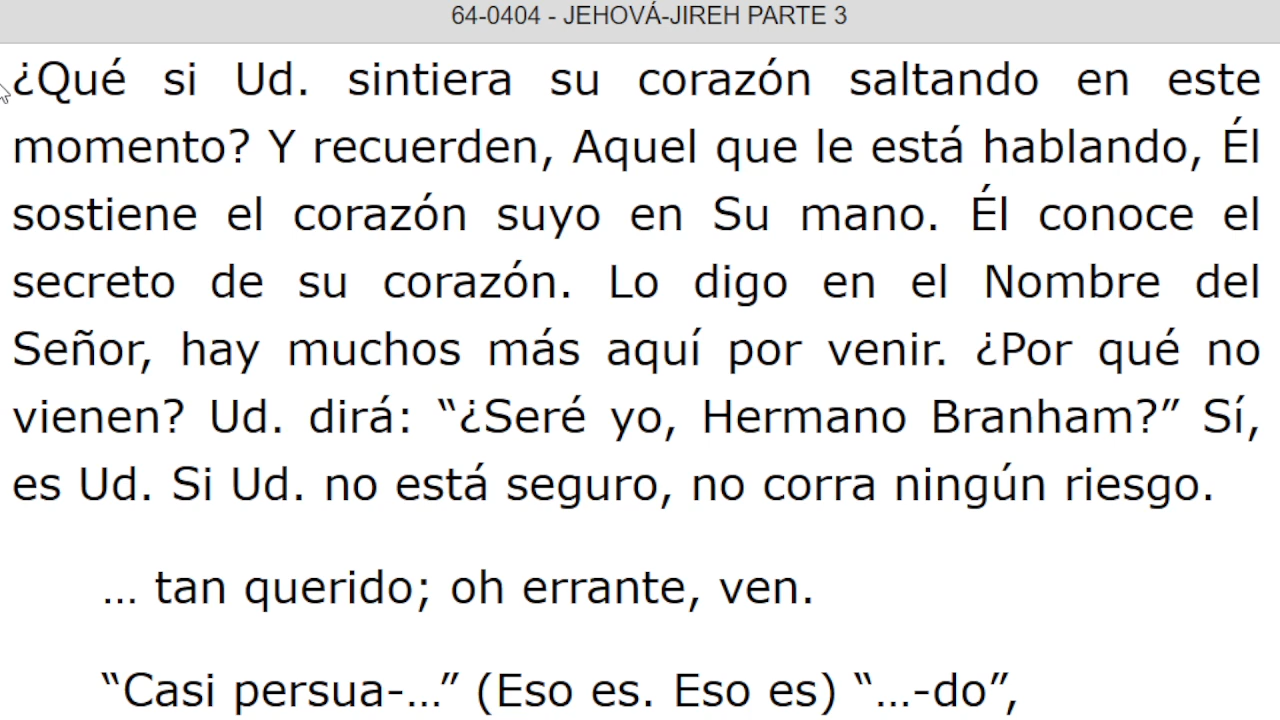 64-0404 - JEHOVÁ-JIREH PARTE 3
¿Qué si Ud. sintiera su corazón saltando en este
momento? Y recuerden, Aquel que le está hablando, Él
sostiene el corazón suyo en Su mano. Él conoce el
secreto de su corazón. Lo digo en el Nombre del
Señor, hay muchos más aquí por venir. ¿Por qué no
vienen? Ud. dirá: “¿Seré yo, Hermano Branham?” Sí,
es Ud. Si Ud. no está seguro, no corra ningún riesgo.
… tan querido; oh errante, ven.
“Casi persua-…” (Eso es. Eso es) “…-do”,